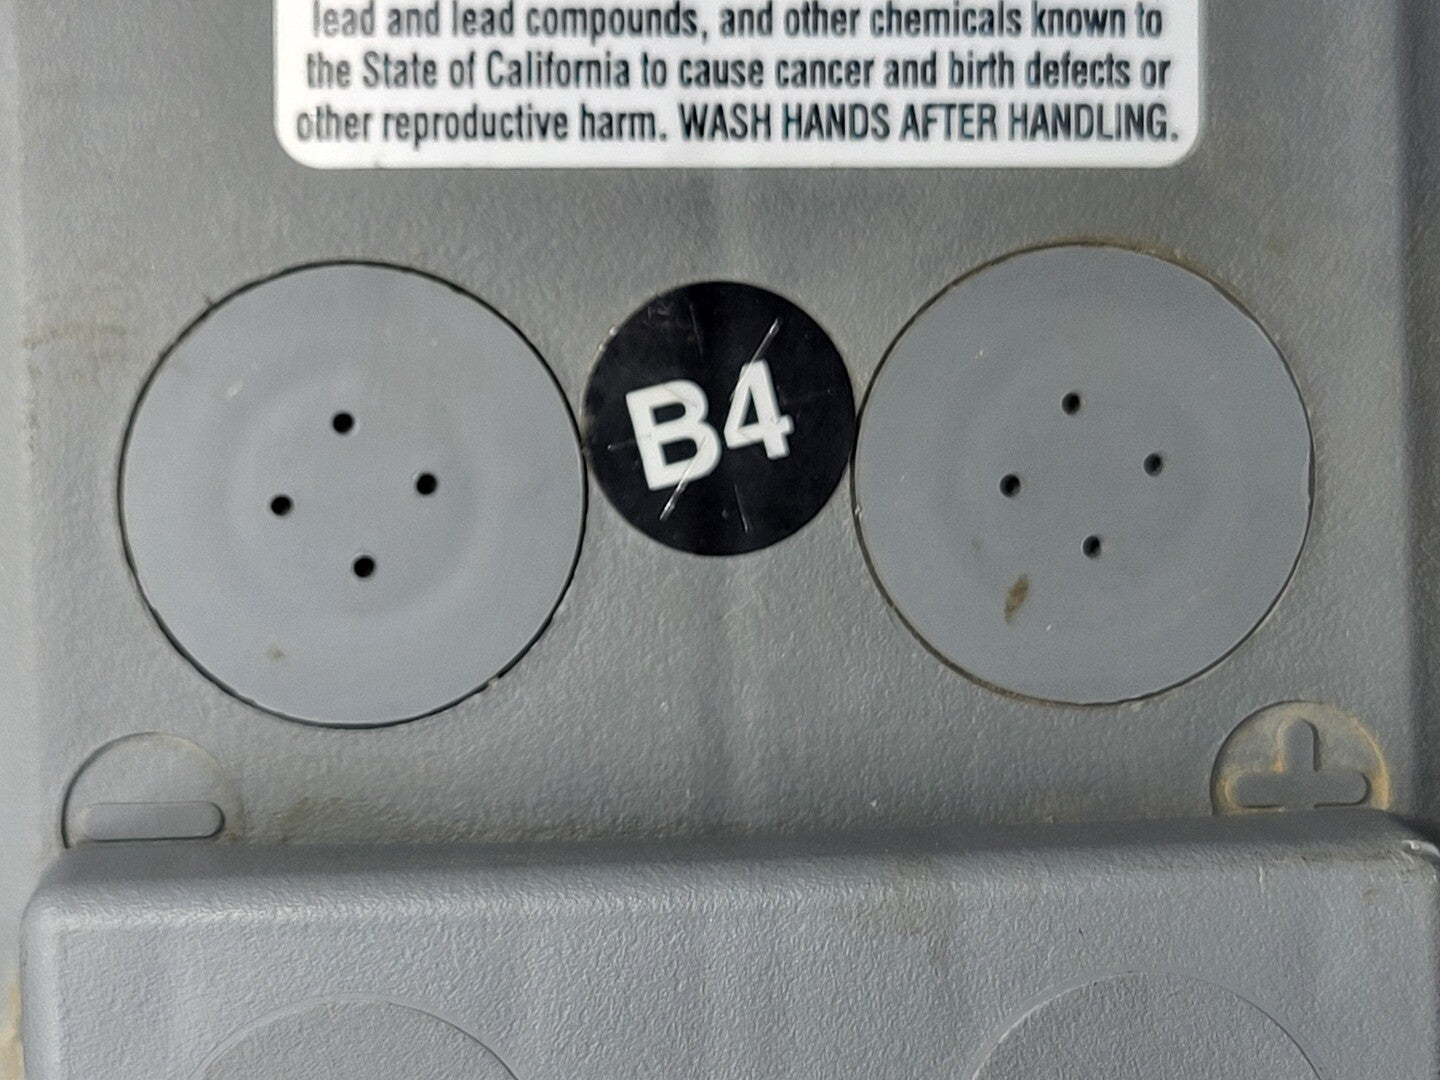 lead and lead compounds, and other chemicals known to
the State of California to cause cancer and birth defects or
other reproductive harm. WASH HANDS AFTER HANDLING.
B4